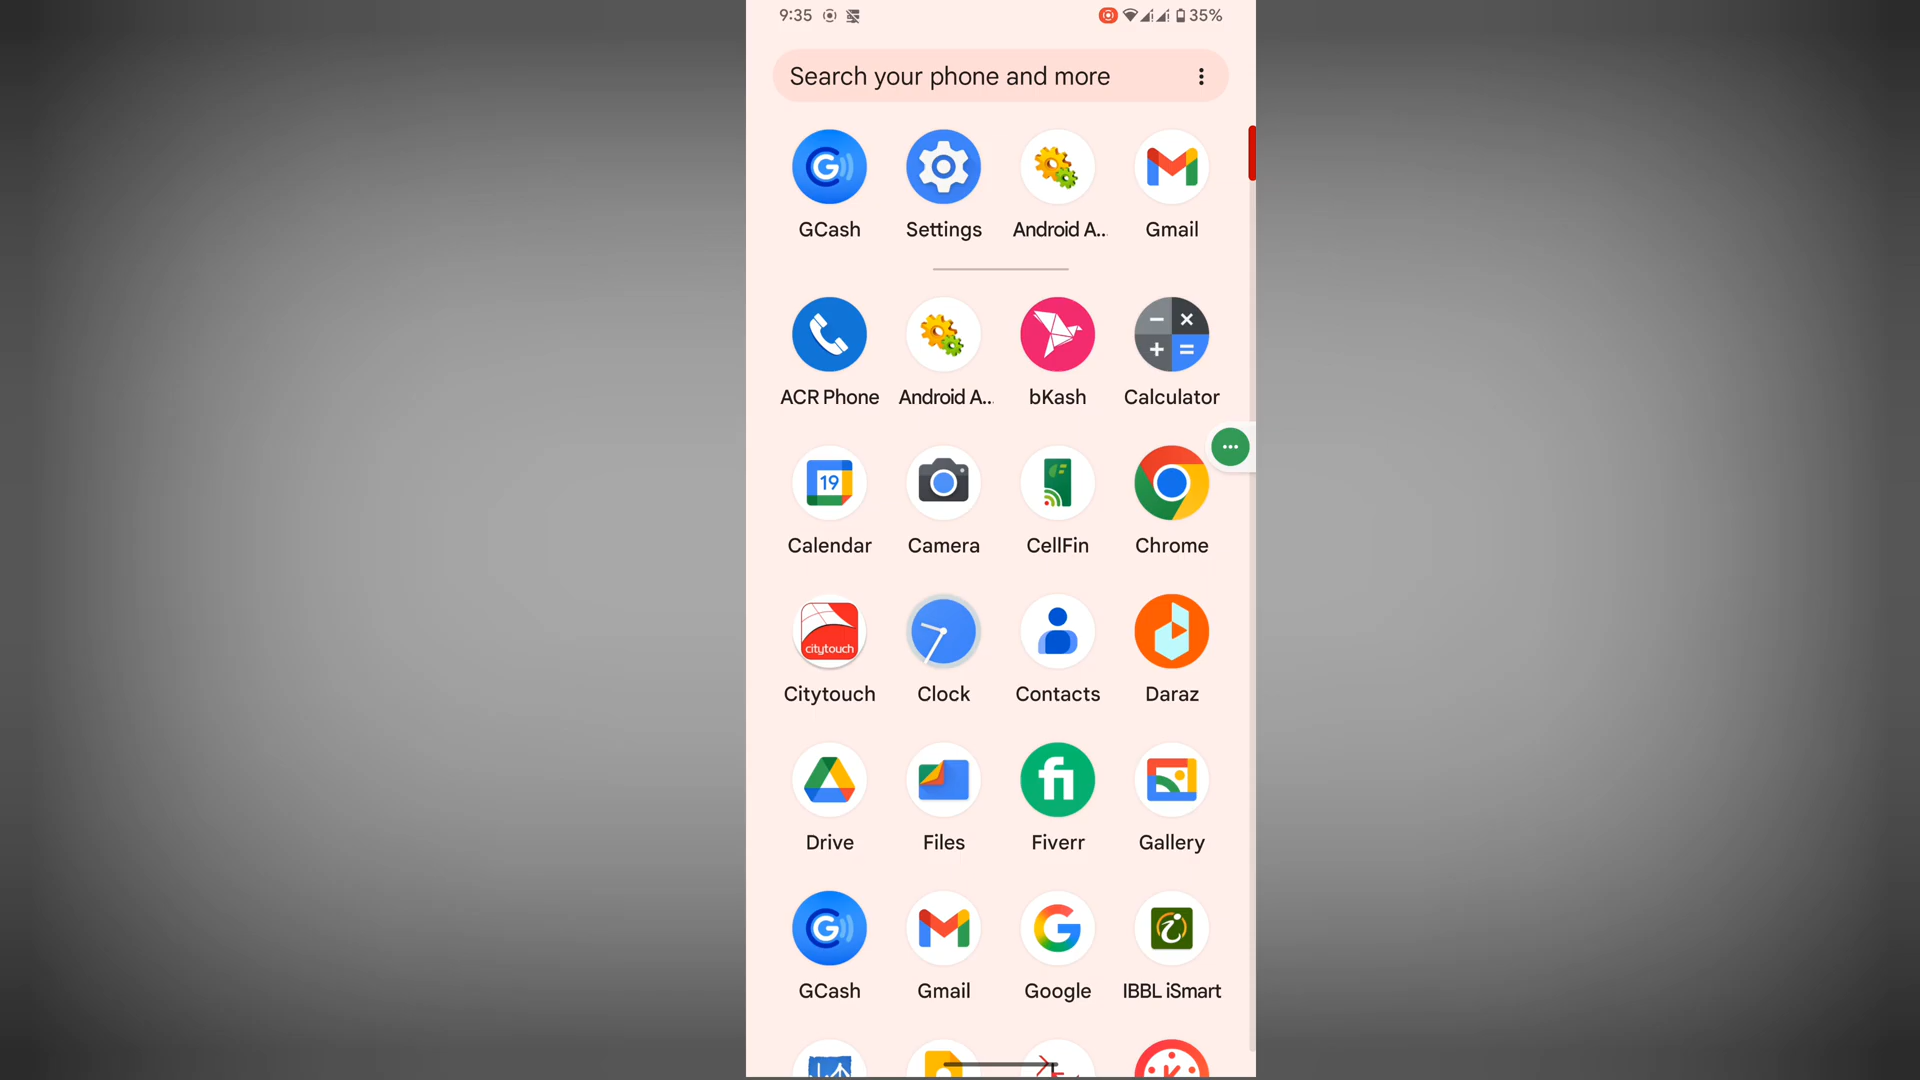 9:35 35%
Search your phone and more
GCash Settings Android A.. Gmail
ACR Phone Android A.. bKash Calculator
19
Calendar Camera CellFin Chrome
citytouch
Citytouch Clock Contacts Daraz
fi
Drive Files Fiverr Gallery
GCash Gmail Google IBBL iSmart